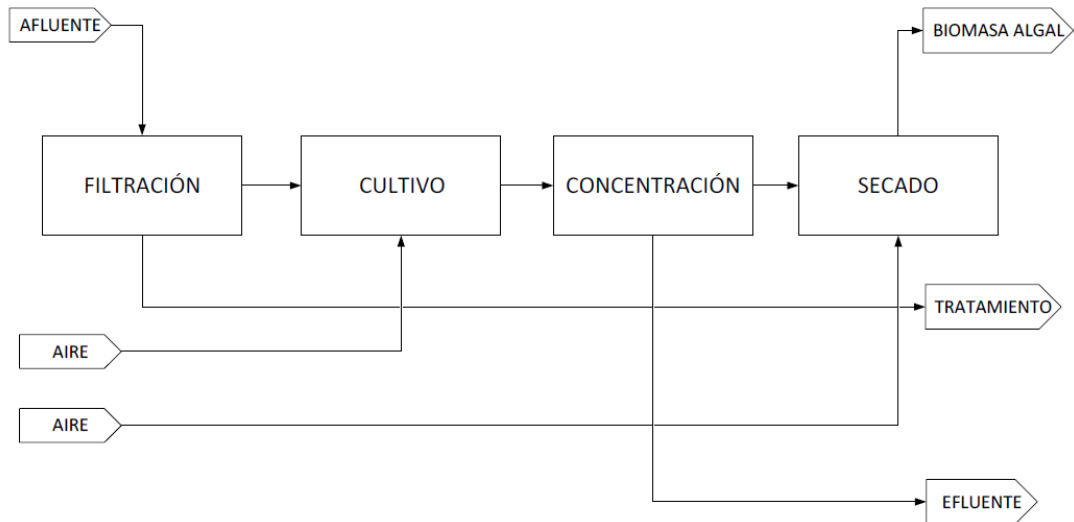 AFLUENTE
BIOMASA ALGAL
FILTRACIÓN
CULTIVO
CONCENTRACIÓN
SECADO
TRATAMIENTO
AIRE
AIRE
EFLUENTE